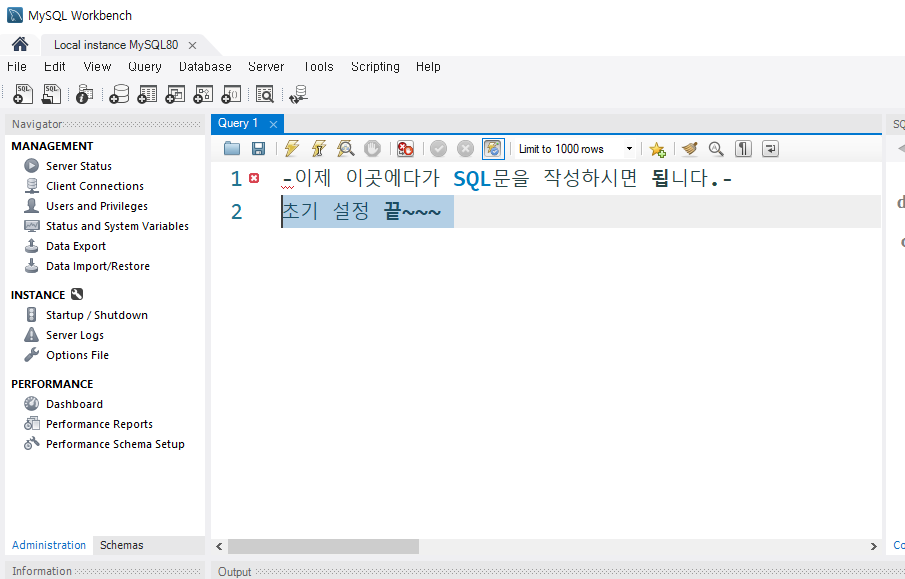 MySQL Workbench
Local instance MySQL80
File Edit View Query Database Server Tools Scripting Help
Navigator
MANAGEMENT
Server Status
Client Connections
Users and Privileges
Status and System Variables
Data Export
Data Import/Restore
INSTANCE
Startup / Shutdown
Server Logs
Options File
PERFORMANCE
Dashboard
Performance Reports
Performance Schema Setup
Administration Schemas
Information
Query 1
Limit to 1000 rows
1 -이제 이곳에다가 SQL문을 작성하시면 됩니다.-
2 초기 설정 끝~~~
Output